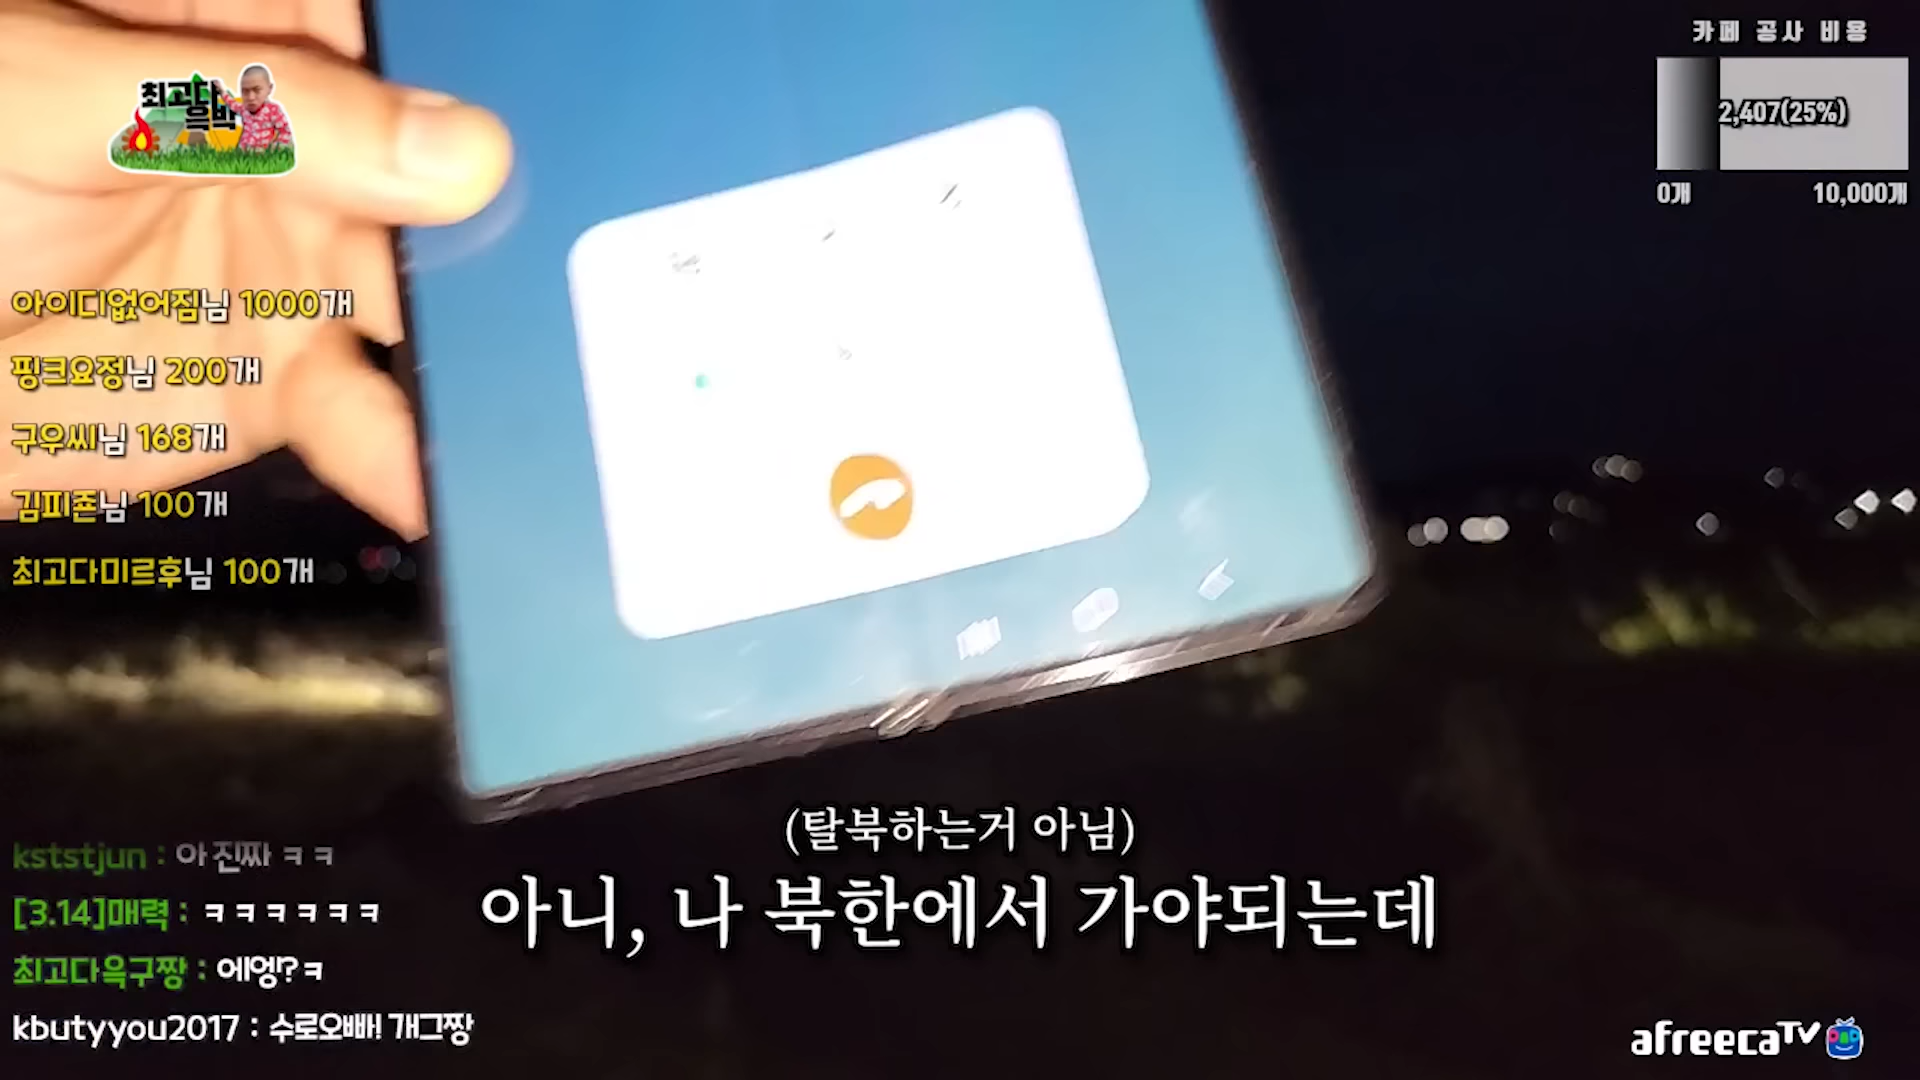 최고다
윽박
카페 공사 비용
2,407(25%)
0개 10,000개
아이디없어짐님 1000개
핑크요정님 200개
구우씨님 168개
김피죤님 100개
최고다미르후님 100개
(탈북하는거 아님)
아니, 나 북한에서 가야되는데
kststjun : 아 진짜 ㅋㅋ
[3.14]매력 : ㅋㅋㅋㅋㅋㅋ
최고다윽구짱 : 에엥!?ㅋ
kbutyyou2017 : 수로오빠! 개그짱
afreecaTV